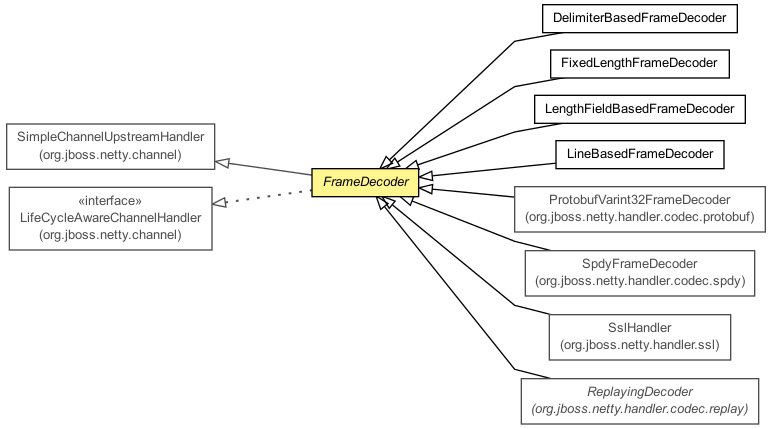 DelimiterBasedFrameDecoder
FixedLengthFrameDecoder
LengthFieldBasedFrameDecoder
LineBasedFrameDecoder
SimpleChannelUpstreamHandler
(org.jboss.netty.channel)
«interface»
LifeCycleAwareChannelHandler
(org.jboss.netty.channel)
FrameDecoder
ProtobufVarint32FrameDecoder
(org.jboss.netty.handler.codec.protobuf)
SpdyFrameDecoder
(org.jboss.netty.handler.codec.spdy)
SslHandler
(org.jboss.netty.handler.ssl)
ReplayingDecoder
(org.jboss.netty.handler.codec.replay)